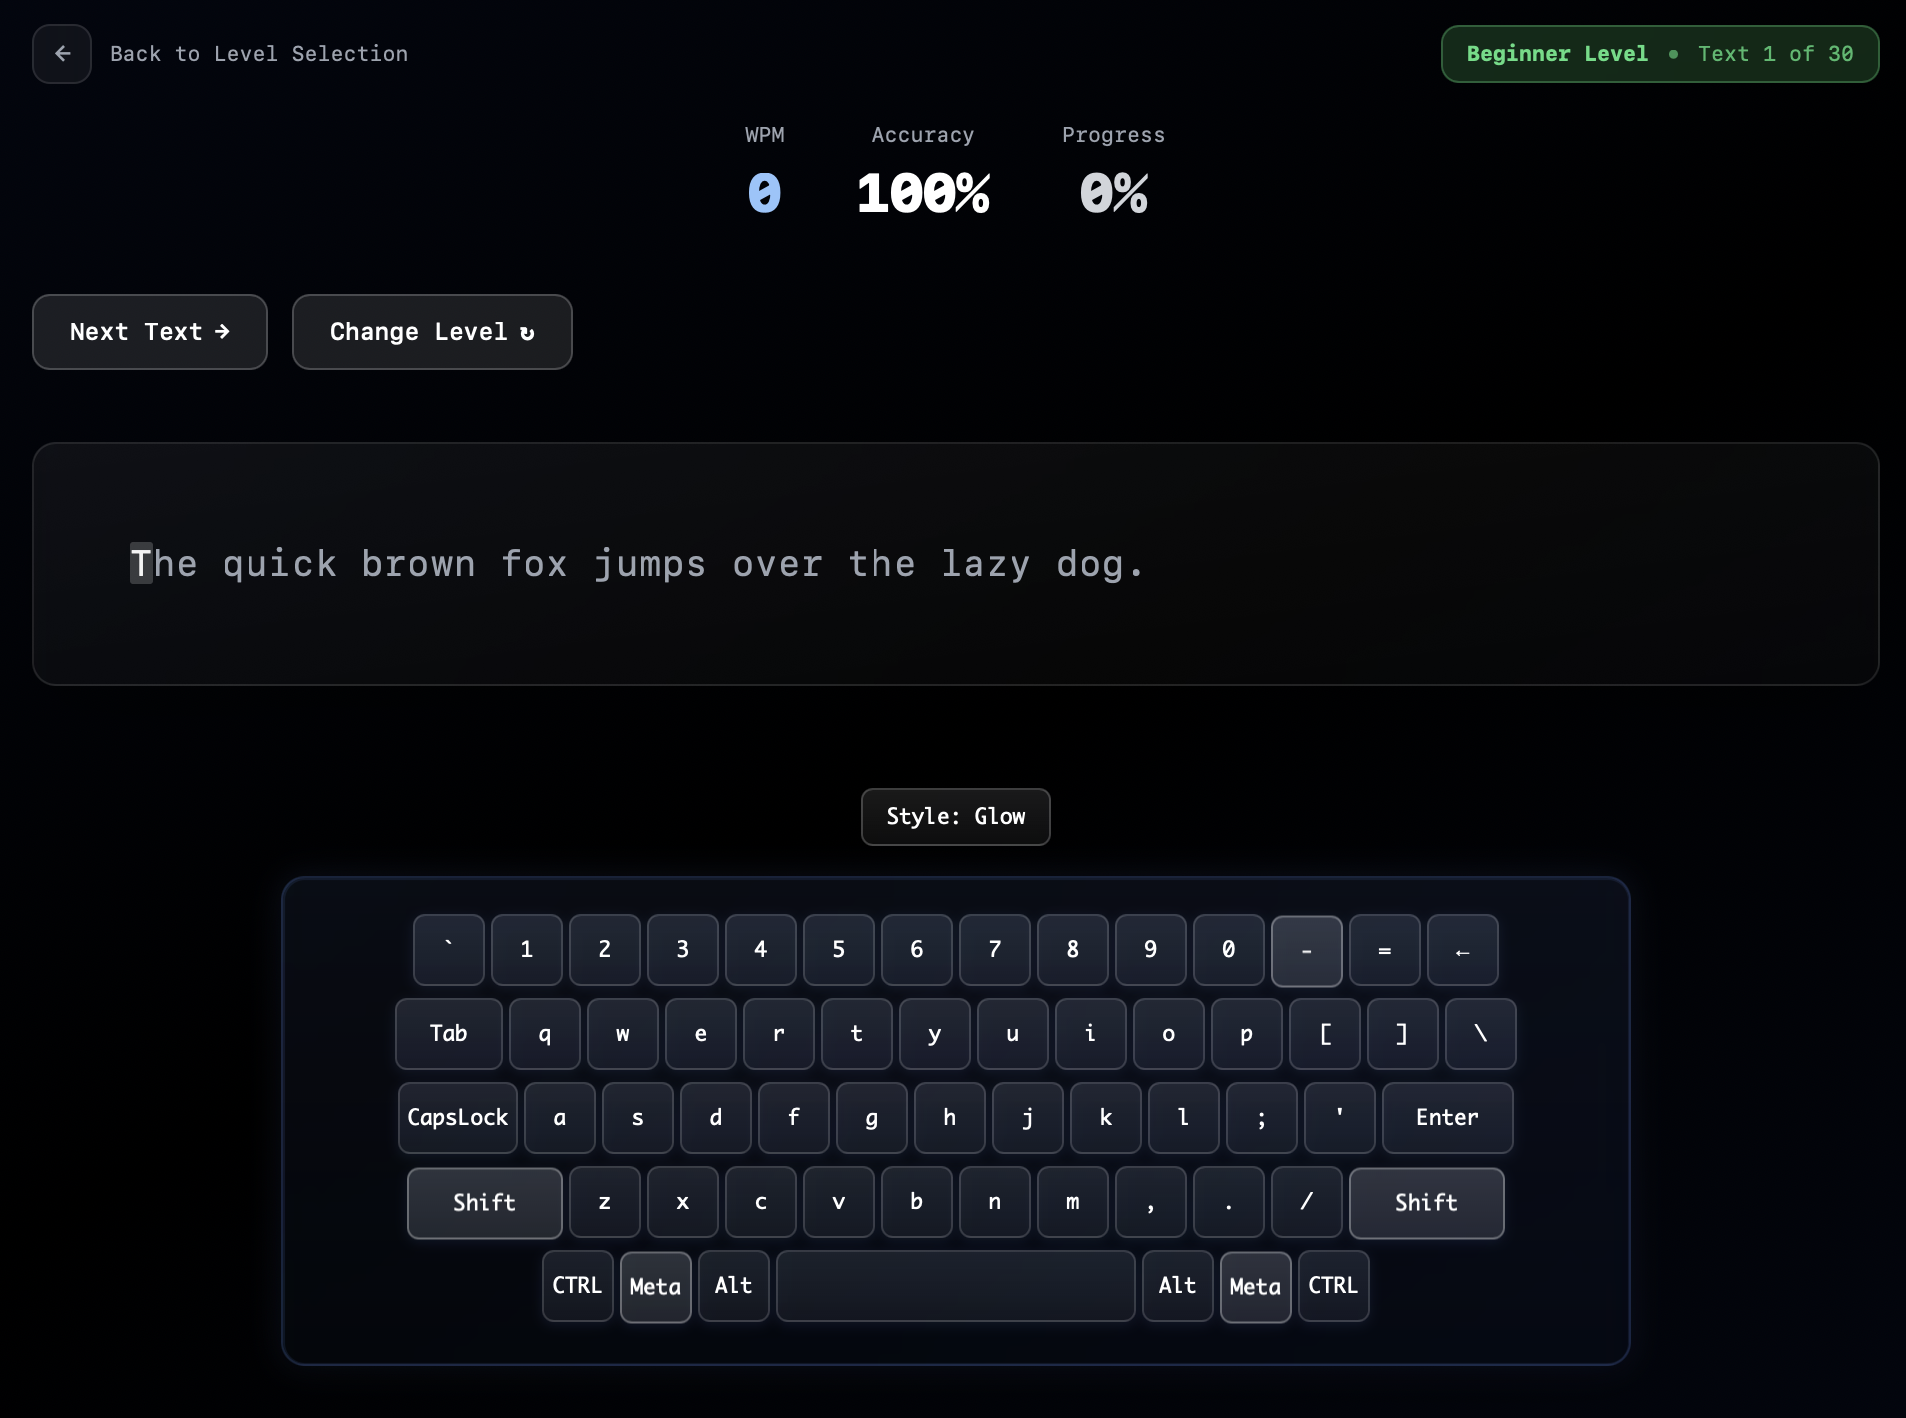 ← Back to Level Selection
Beginner Level • Text 1 of 30
WPM Accuracy Progress
0 100% 0%
Next Text → Change Level ↻
The quick brown fox jumps over the lazy dog.
Style: Glow
` 1 2 3 4 5 6 7 8 9 0 - = ←
Tab q w e r t y u i o p [ ] \
CapsLock a s d f g h j k l ; ' Enter
Shift z x c v b n m , . / Shift
CTRL Meta Alt Alt Meta CTRL